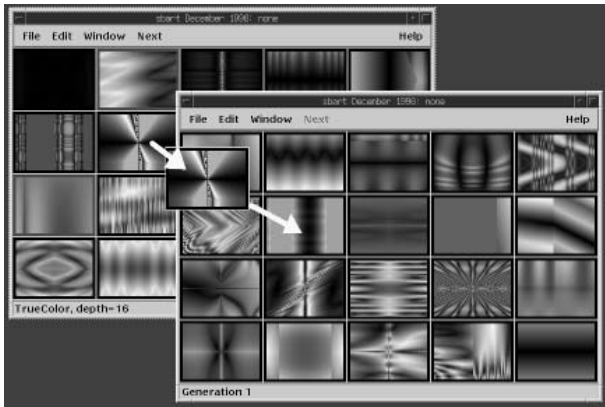 sbart December 1998: none
File Edit Window Next Help
sbart December 1998: none
File Edit Window Next Help
TrueColor, depth=16
Generation 1